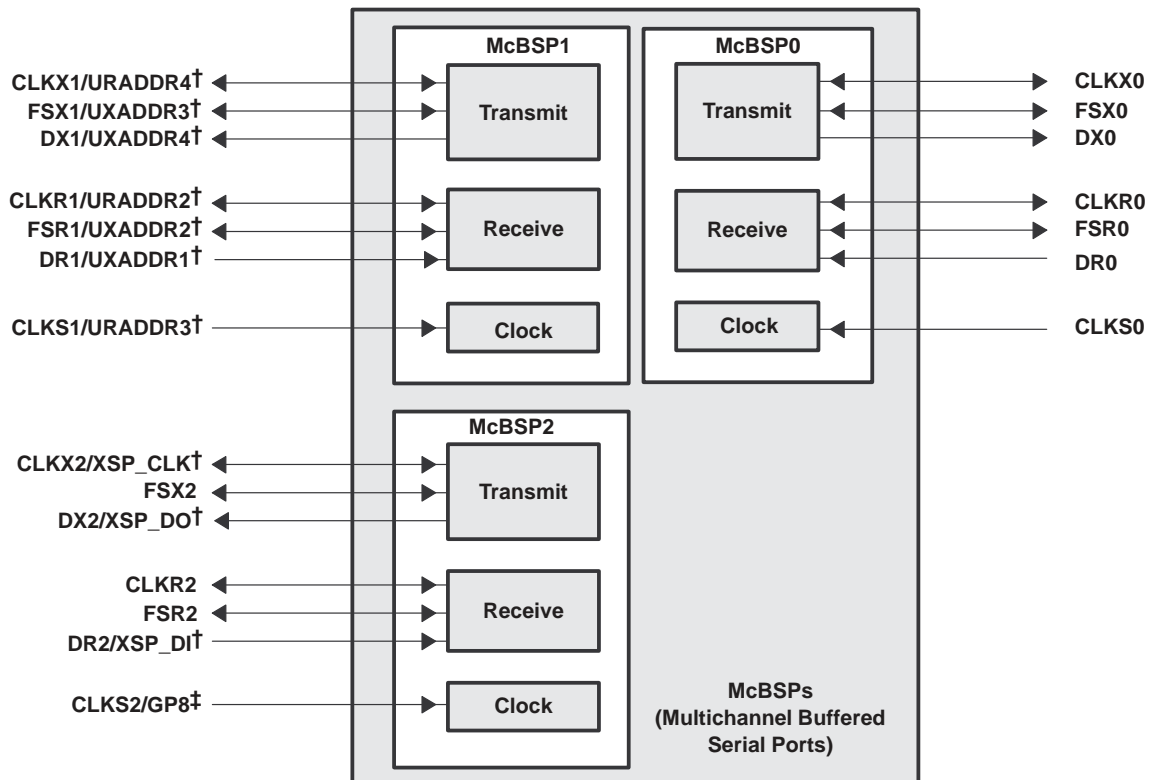 McBSP1
McBSP0
CLKX1/URADDR4†
FSX1/UXADDR3†
DX1/UXADDR4†
Transmit
Transmit
CLKX0
FSX0
DX0
CLKR1/URADDR2†
FSR1/UXADDR2†
DR1/UXADDR1†
Receive
Receive
CLKR0
FSR0
DR0
CLKS1/URADDR3†
Clock
Clock
CLKS0
McBSP2
CLKX2/XSP_CLK†
FSX2
DX2/XSP_DO†
Transmit
CLKR2
FSR2
DR2/XSP_DI†
Receive
CLKS2/GP8‡
Clock
McBSPs
(Multichannel Buffered
Serial Ports)